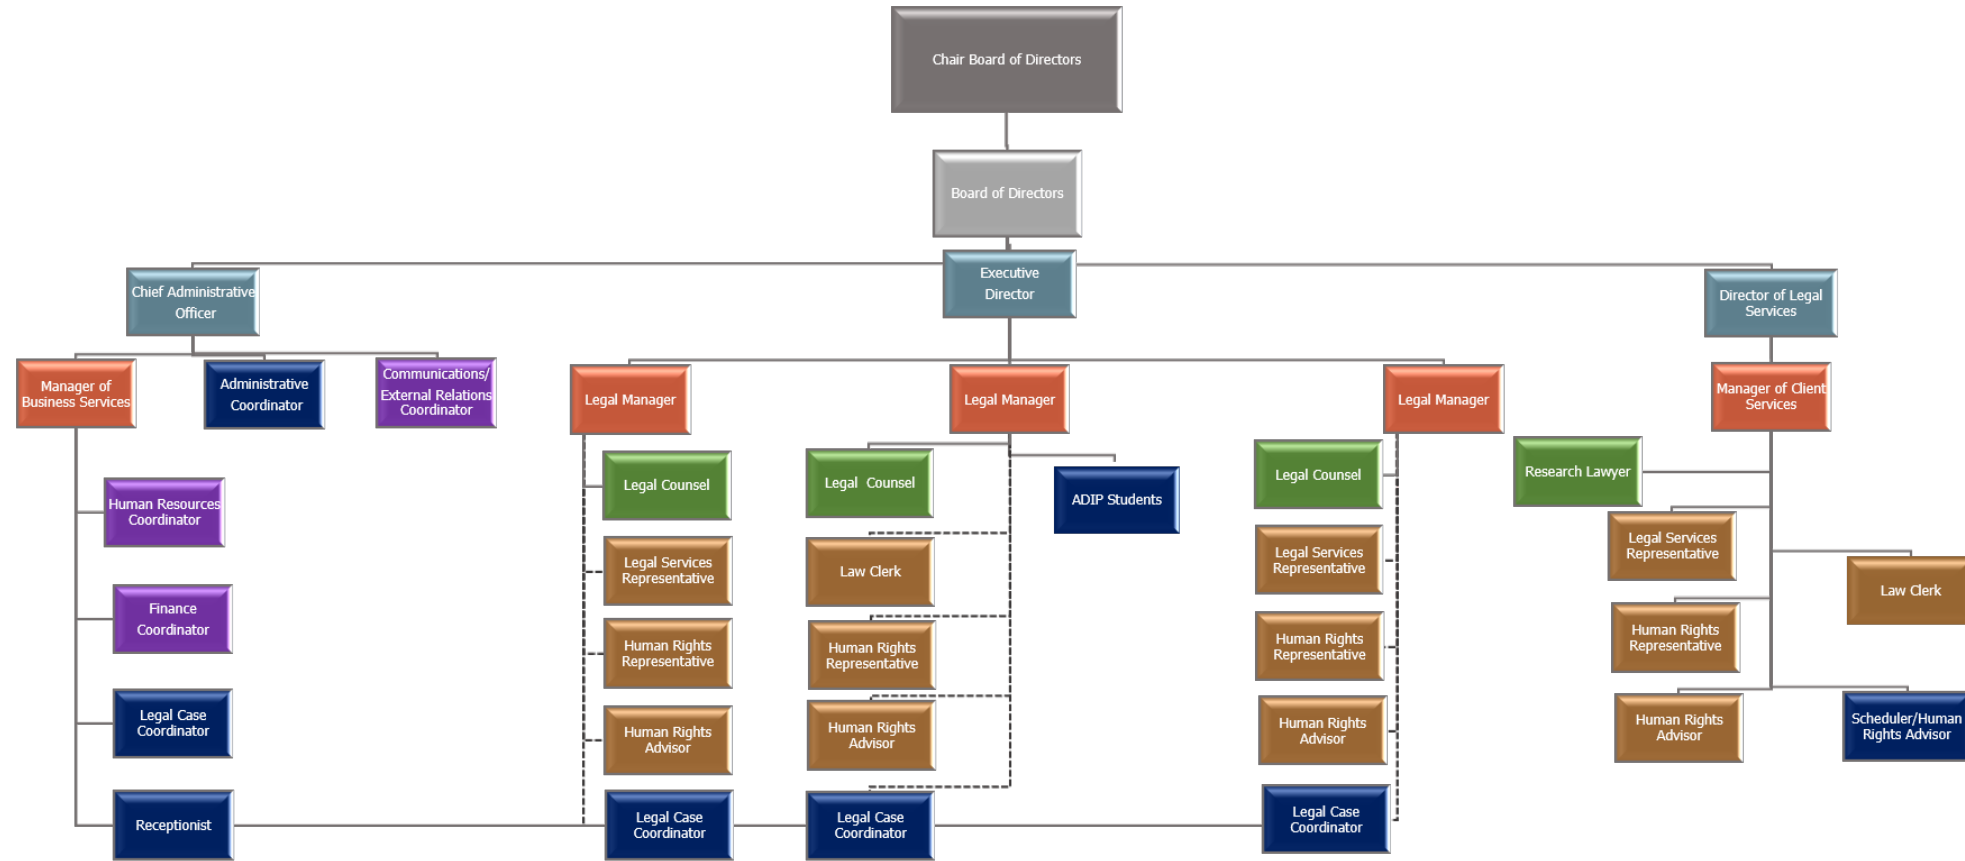 Chair Board of Directors
Board of Directors
Executive
Director
Chief Administrative
Officer
Director of Legal
Services
Manager of
Business Services
Administrative
Coordinator
Communications/
External Relations
Coordinator
Legal Manager
Legal Manager
Legal Manager
Manager of Client
Services
Human Resources
Coordinator
Finance
Coordinator
Legal Case
Coordinator
Receptionist
Legal Counsel
Legal Services
Representative
Human Rights
Representative
Human Rights
Advisor
Legal Case
Coordinator
Legal Counsel
Law Clerk
Human Rights
Representative
Human Rights
Advisor
Legal Case
Coordinator
ADIP Students
Legal Counsel
Legal Services
Representative
Human Rights
Representative
Human Rights
Advisor
Legal Case
Coordinator
Research Lawyer
Legal Services
Representative
Human Rights
Representative
Human Rights
Advisor
Law Clerk
Scheduler/Human
Rights Advisor